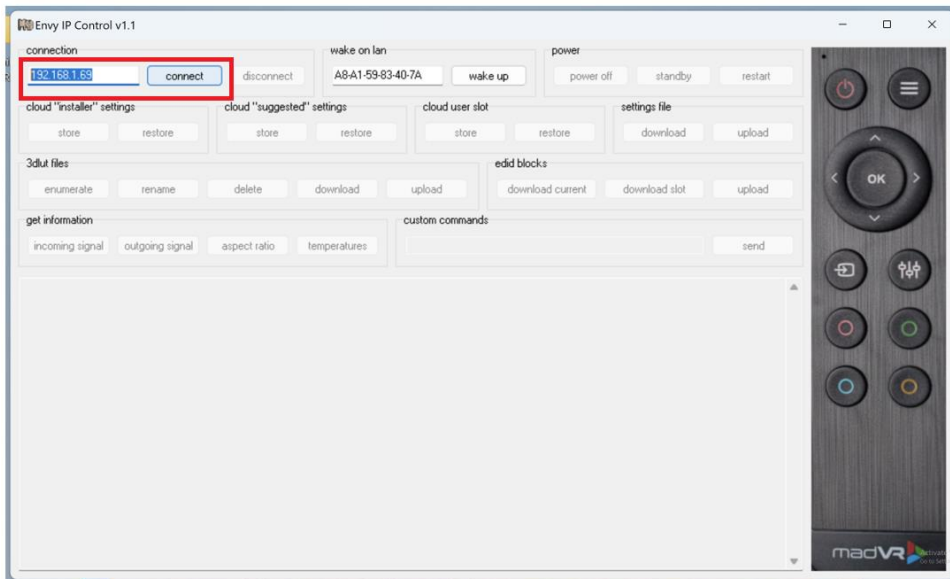 Envy IP Control v1.1
connection
wake on lan
power
192.168.1.69 connect disconnect
A8-A1-59-83-40-7A wake up
power off standby restart
cloud "installer" settings
cloud "suggested" settings
cloud user slot
settings file
store restore
store restore
store restore
download upload
3dlut files
edid blocks
enumerate rename delete download upload
download current download slot upload
get information
custom commands
incoming signal outgoing signal aspect ratio temperatures
send
OK
madVR